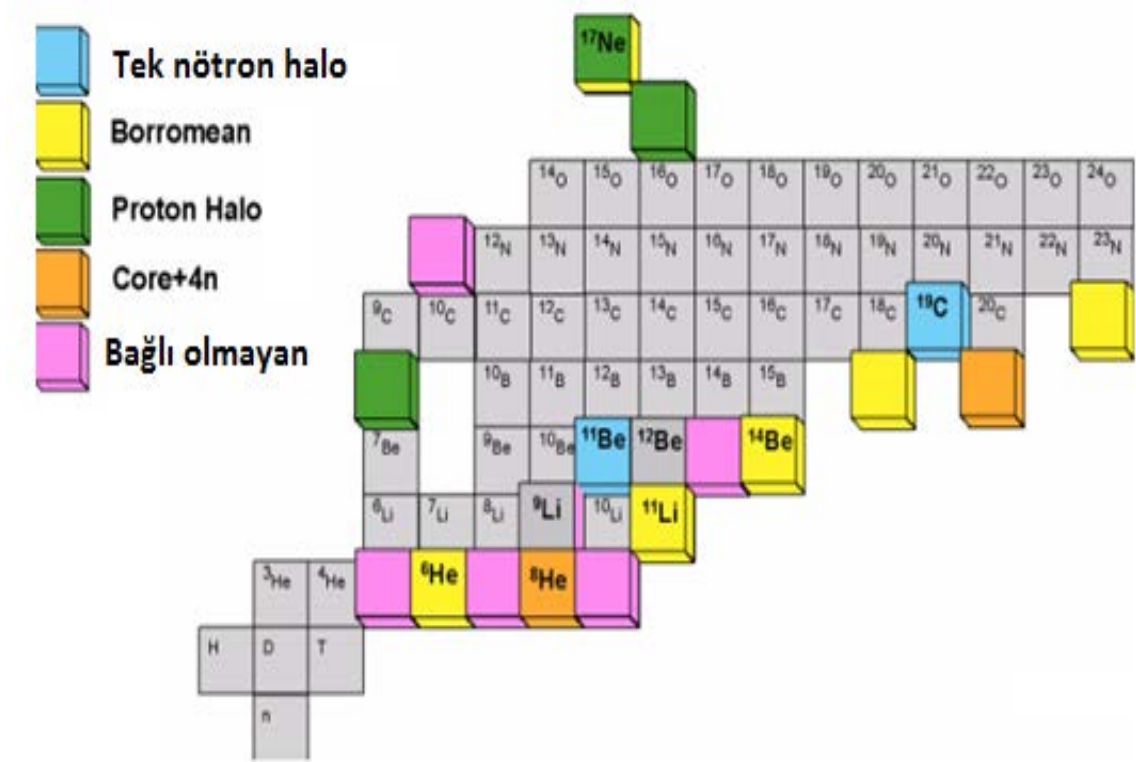 Tek nötron halo
Borromean
Proton Halo
Core+4n
Bağlı olmayan
17Ne
14O 15O 16O 17O 18O 19O 20O 21O 22O 23O 24O
12N 13N 14N 15N 16N 17N 18N 19N 20N 21N 22N 23N
9C 10C 11C 12C 13C 14C 15C 16C 17C 18C 19C 20C
10B 11B 12B 13B 14B 15B
7Be 9Be 10Be 11Be 12Be 14Be
6Li 7Li 8Li 9Li 10Li 11Li
3He 4He 6He 8He
H D T
n